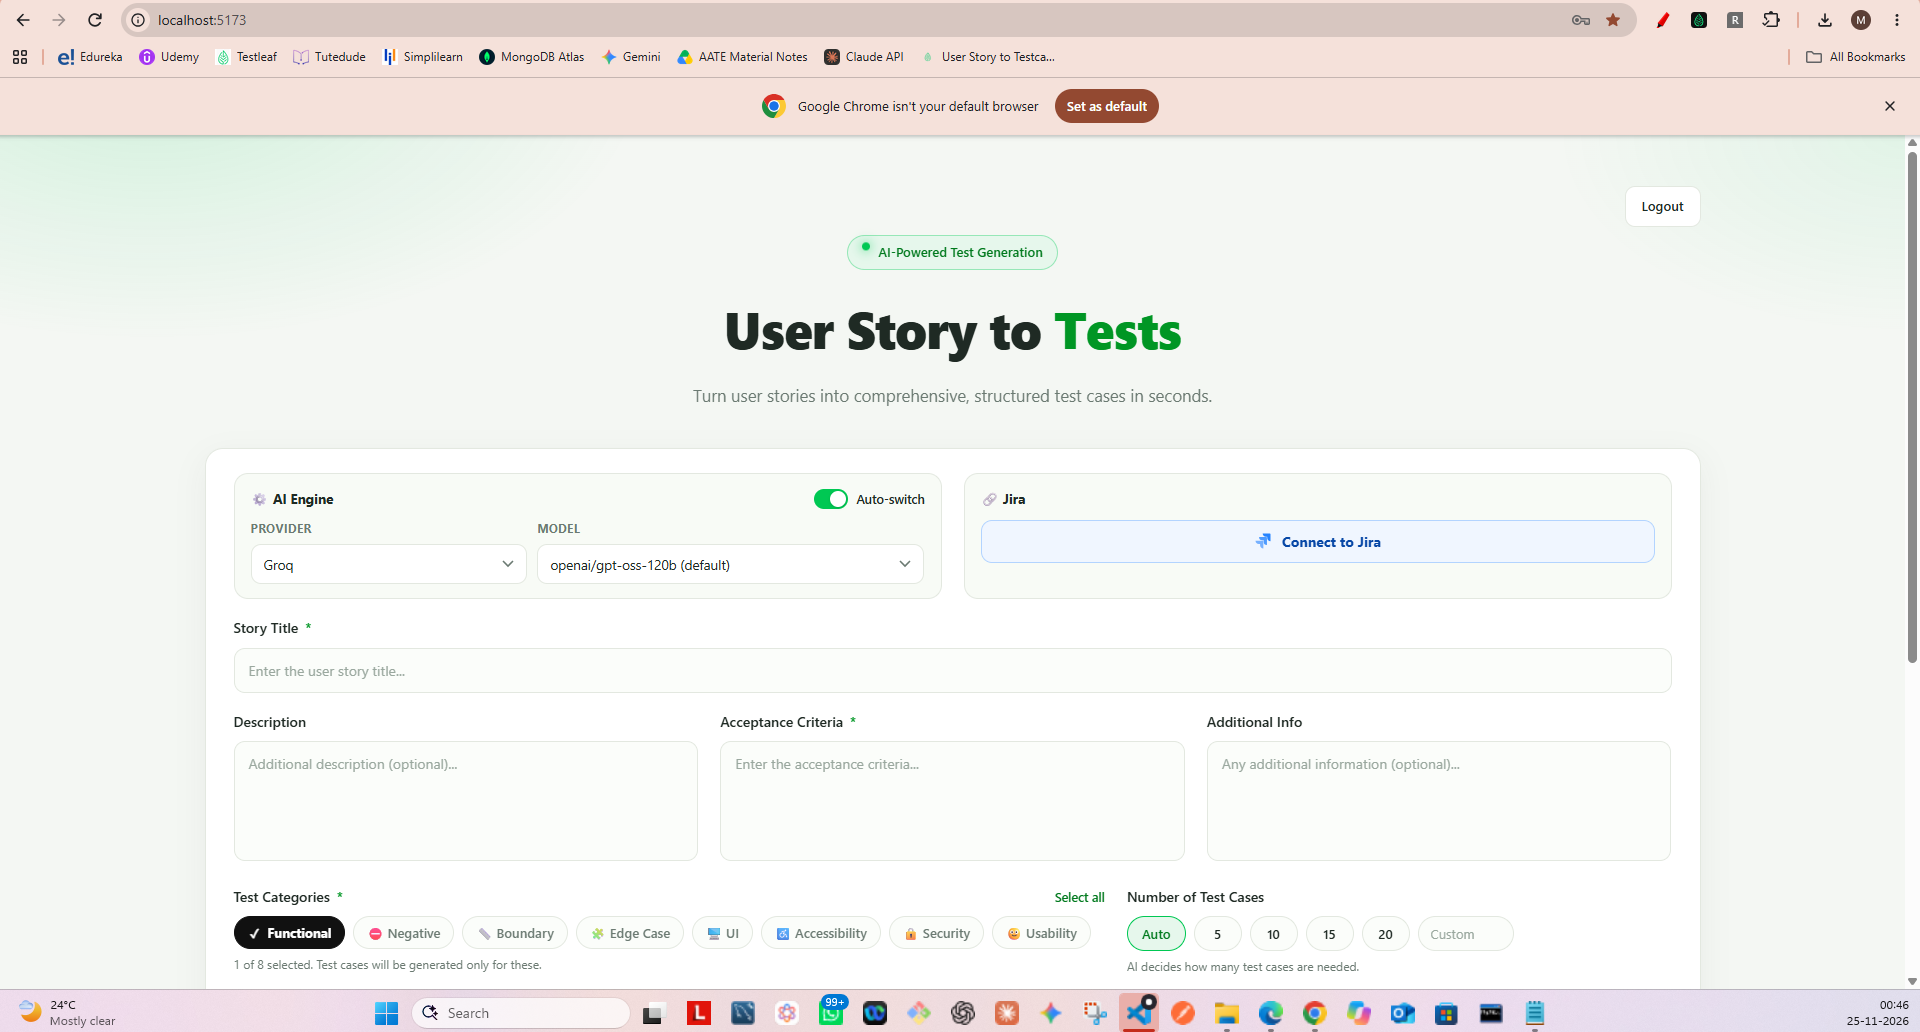 localhost:5173
Edureka
Udemy
Testleaf
Tutedude
Simplilearn
MongoDB Atlas
Gemini
AATE Material Notes
Claude API
User Story to Testca...
All Bookmarks
Google Chrome isn't your default browser
Set as default
Logout
AI-Powered Test Generation
User Story to Tests
Turn user stories into comprehensive, structured test cases in seconds.
AI Engine
Auto-switch
PROVIDER
MODEL
Groq
openai/gpt-oss-120b (default)
Jira
Connect to Jira
Story Title *
Enter the user story title...
Description
Acceptance Criteria *
Additional Info
Additional description (optional)...
Enter the acceptance criteria...
Any additional information (optional)...
Test Categories *
Select all
Number of Test Cases
✓ Functional
Negative
Boundary
Edge Case
UI
Accessibility
Security
Usability
Auto
5
10
15
20
Custom
1 of 8 selected. Test cases will be generated only for these.
AI decides how many test cases are needed.
24°C
Mostly clear
Search
99+
00:46
25-11-2026